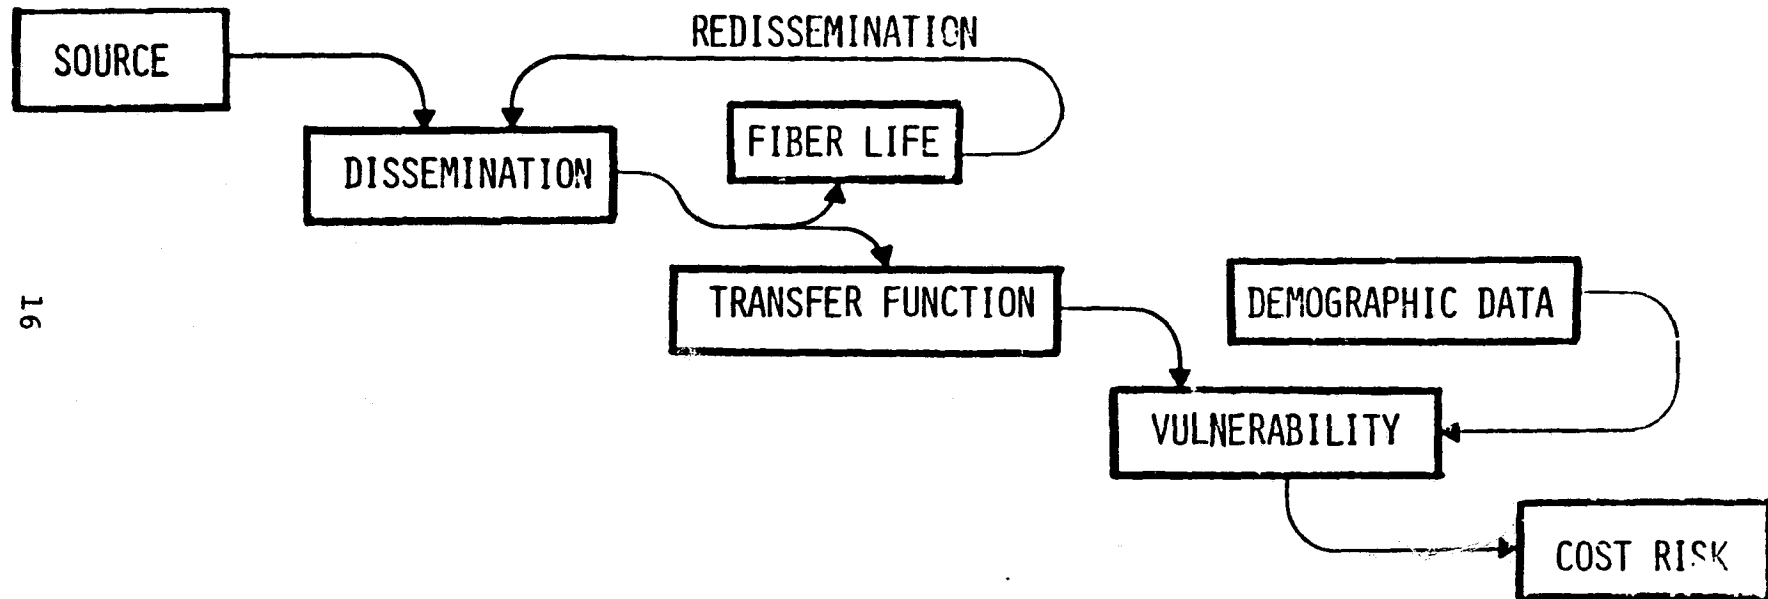 REDISSEMINATION
SOURCE
FIBER LIFE
DISSEMINATION
TRANSFER FUNCTION
DEMOGRAPHIC DATA
16
VULNERABILITY
COST RISK